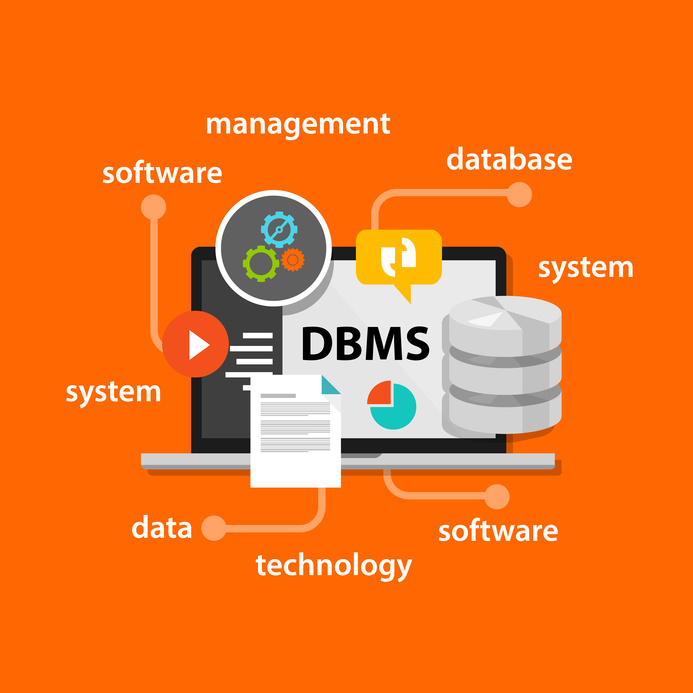 management
software
database
system
DBMS
system
data
software
technology